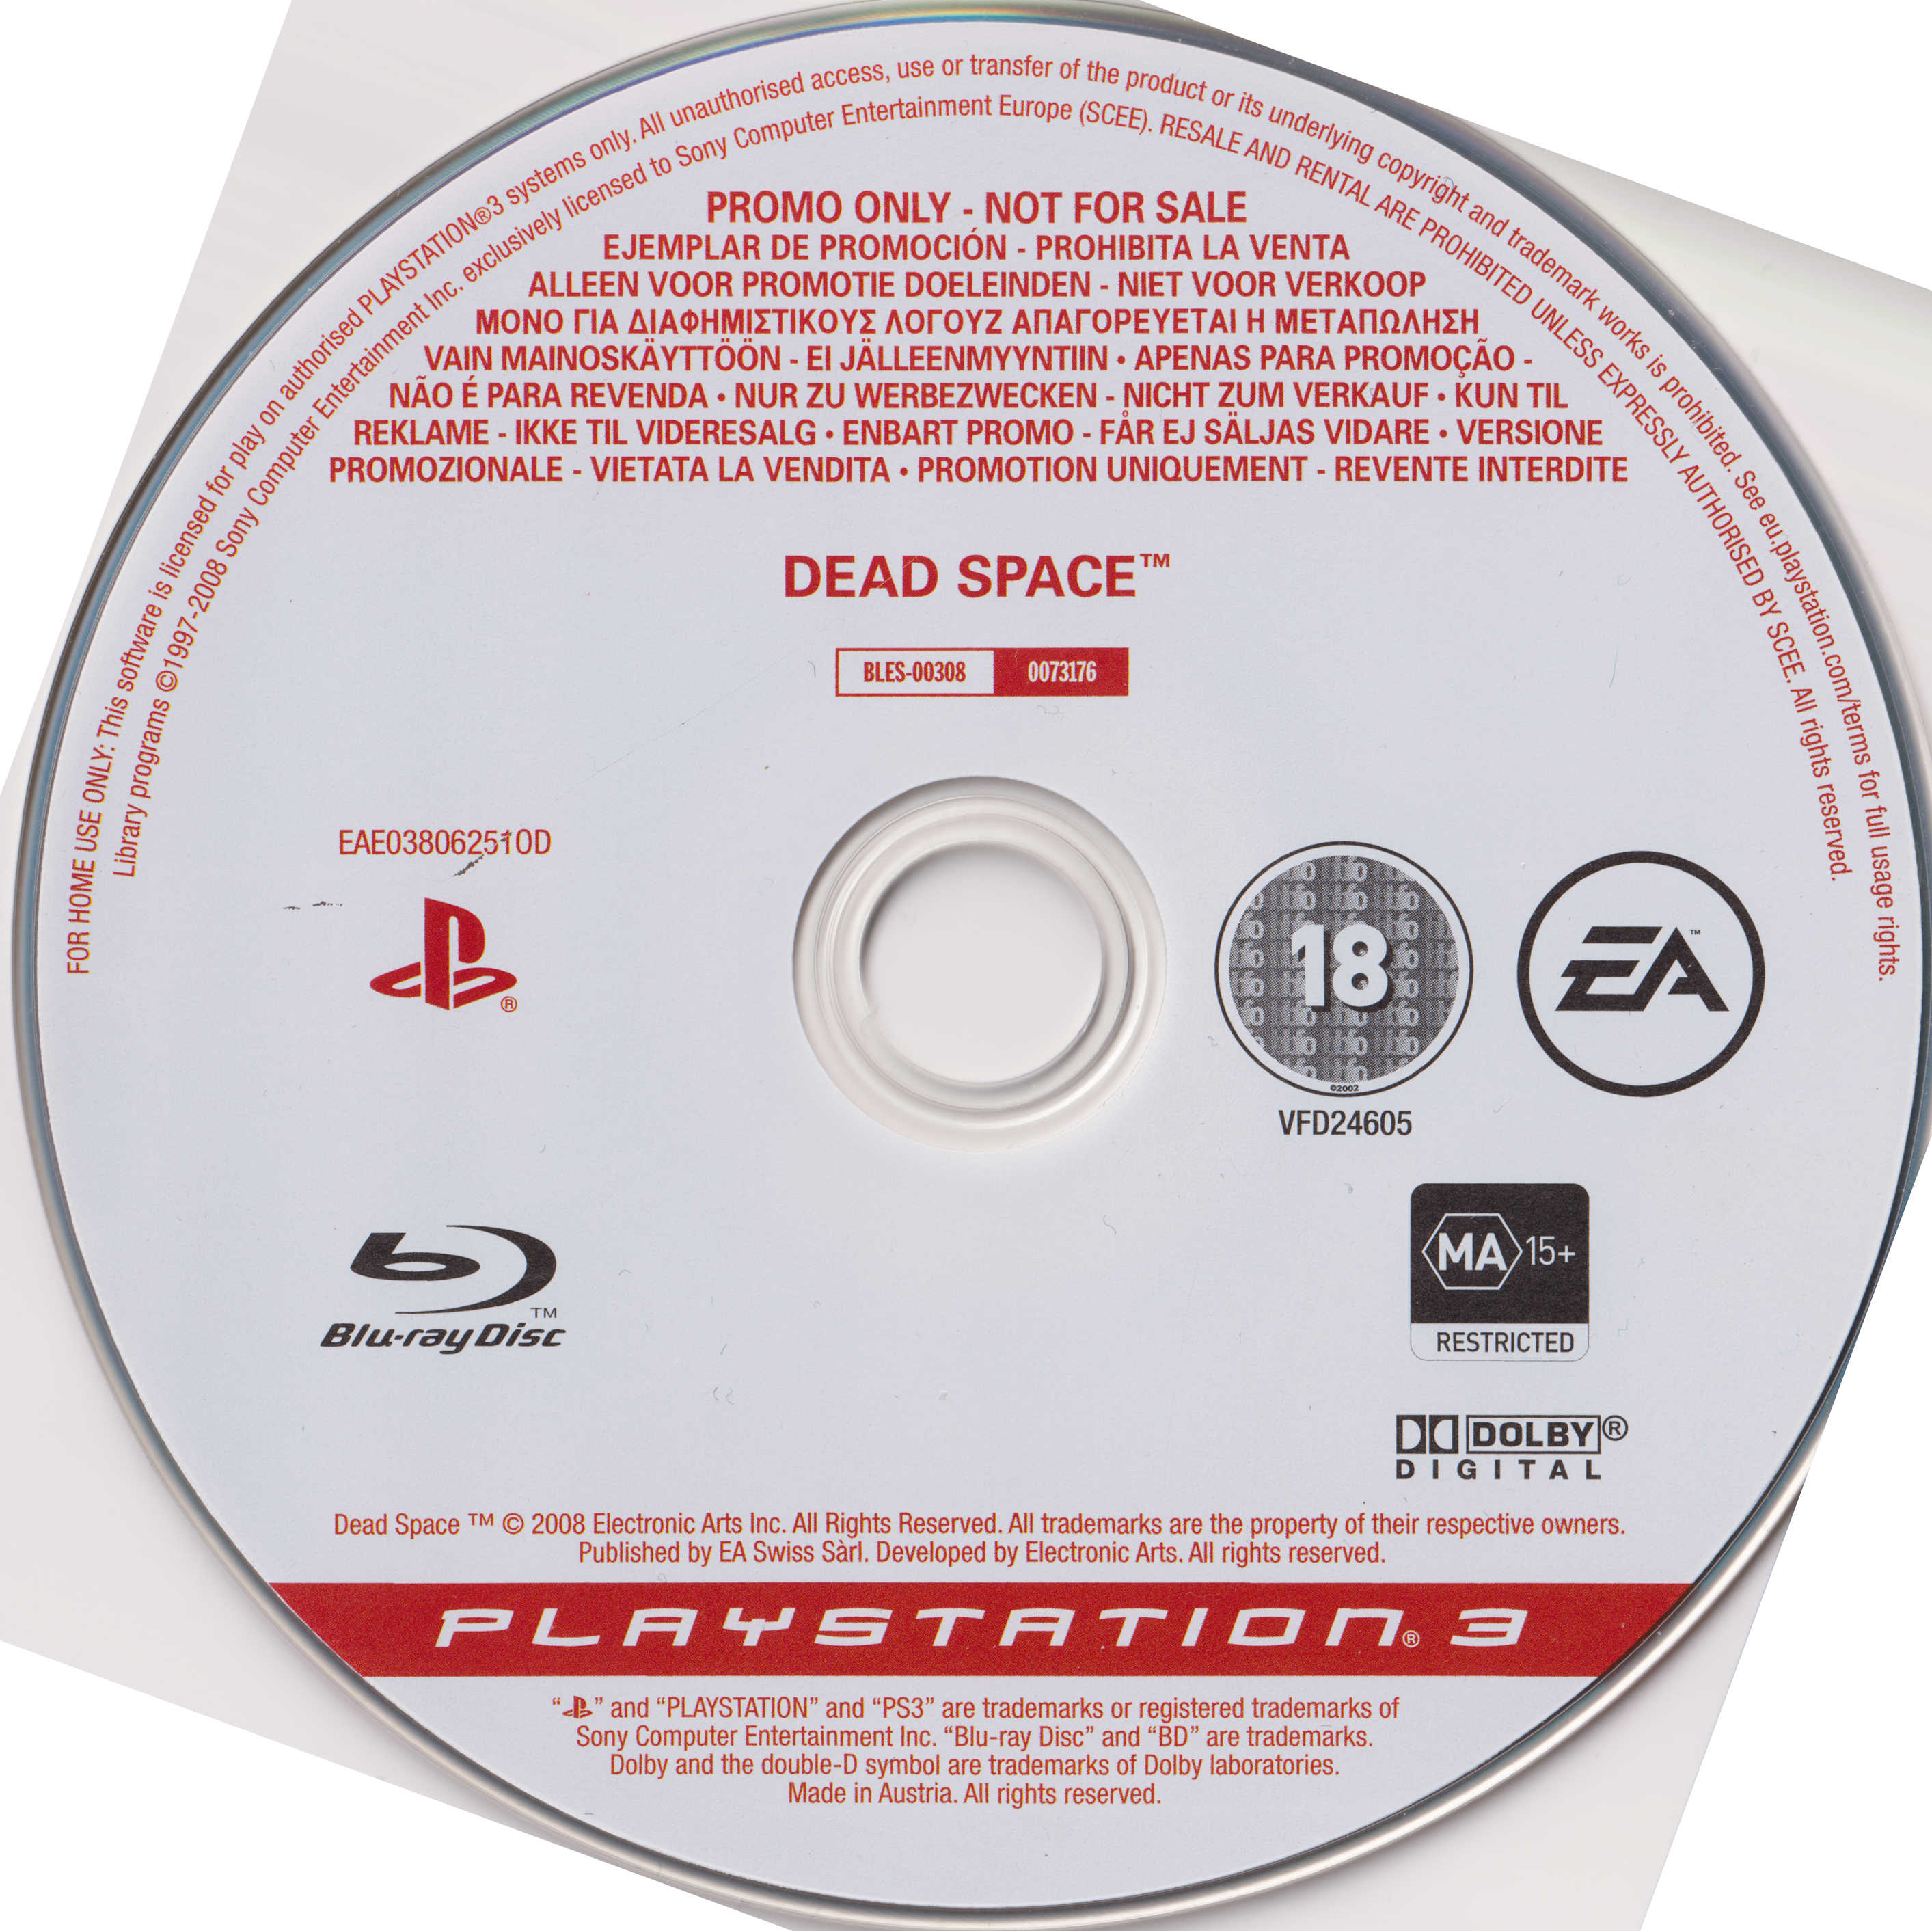 FOR HOME USE ONLY: This software is licensed for play on authorised PLAYSTATION®3 systems only. All unauthorised access, use or transfer of the product or its underlying copyright and trademark works is prohibited. See eu.playstation.com/terms for full usage rights.
Library programs ©1997-2008 Sony Computer Entertainment Inc. exclusively licensed to Sony Computer Entertainment Europe (SCEE). RESALE AND RENTAL ARE PROHIBITED UNLESS EXPRESSLY AUTHORISED BY SCEE. All rights reserved.
PROMO ONLY - NOT FOR SALE
EJEMPLAR DE PROMOCIÓN - PROHIBITA LA VENTA
ALLEEN VOOR PROMOTIE DOELEINDEN - NIET VOOR VERKOOP
ΜΟΝΟ ΓΙΑ ΔΙΑΦΗΜΙΣΤΙΚΟΥΣ ΛΟΓΟΥΖ ΑΠΑΓΟΡΕΥΕΤΑΙ Η ΜΕΤΑΠΩΛΗΣΗ
VAIN MAINOSKÄYTTÖÖN - EI JÄLLEENMYYNTIIN • APENAS PARA PROMOÇÃO -
NÃO É PARA REVENDA • NUR ZU WERBEZWECKEN - NICHT ZUM VERKAUF • KUN TIL
REKLAME - IKKE TIL VIDERESALG • ENBART PROMO - FÅR EJ SÄLJAS VIDARE • VERSIONE
PROMOZIONALE - VIETATA LA VENDITA • PROMOTION UNIQUEMENT - REVENTE INTERDITE
DEAD SPACE™
BLES-00308 0073176
EAE03806251OD
®
18
©2002
VFD24605
EA™
MA 15+
RESTRICTED
Blu-ray Disc™
DOLBY®
DIGITAL
Dead Space ™ © 2008 Electronic Arts Inc. All Rights Reserved. All trademarks are the property of their respective owners.
Published by EA Swiss Sàrl. Developed by Electronic Arts. All rights reserved.
PLAYSTATION®3
“ ” and “PLAYSTATION” and “PS3” are trademarks or registered trademarks of
Sony Computer Entertainment Inc. “Blu-ray Disc” and “BD” are trademarks.
Dolby and the double-D symbol are trademarks of Dolby laboratories.
Made in Austria. All rights reserved.